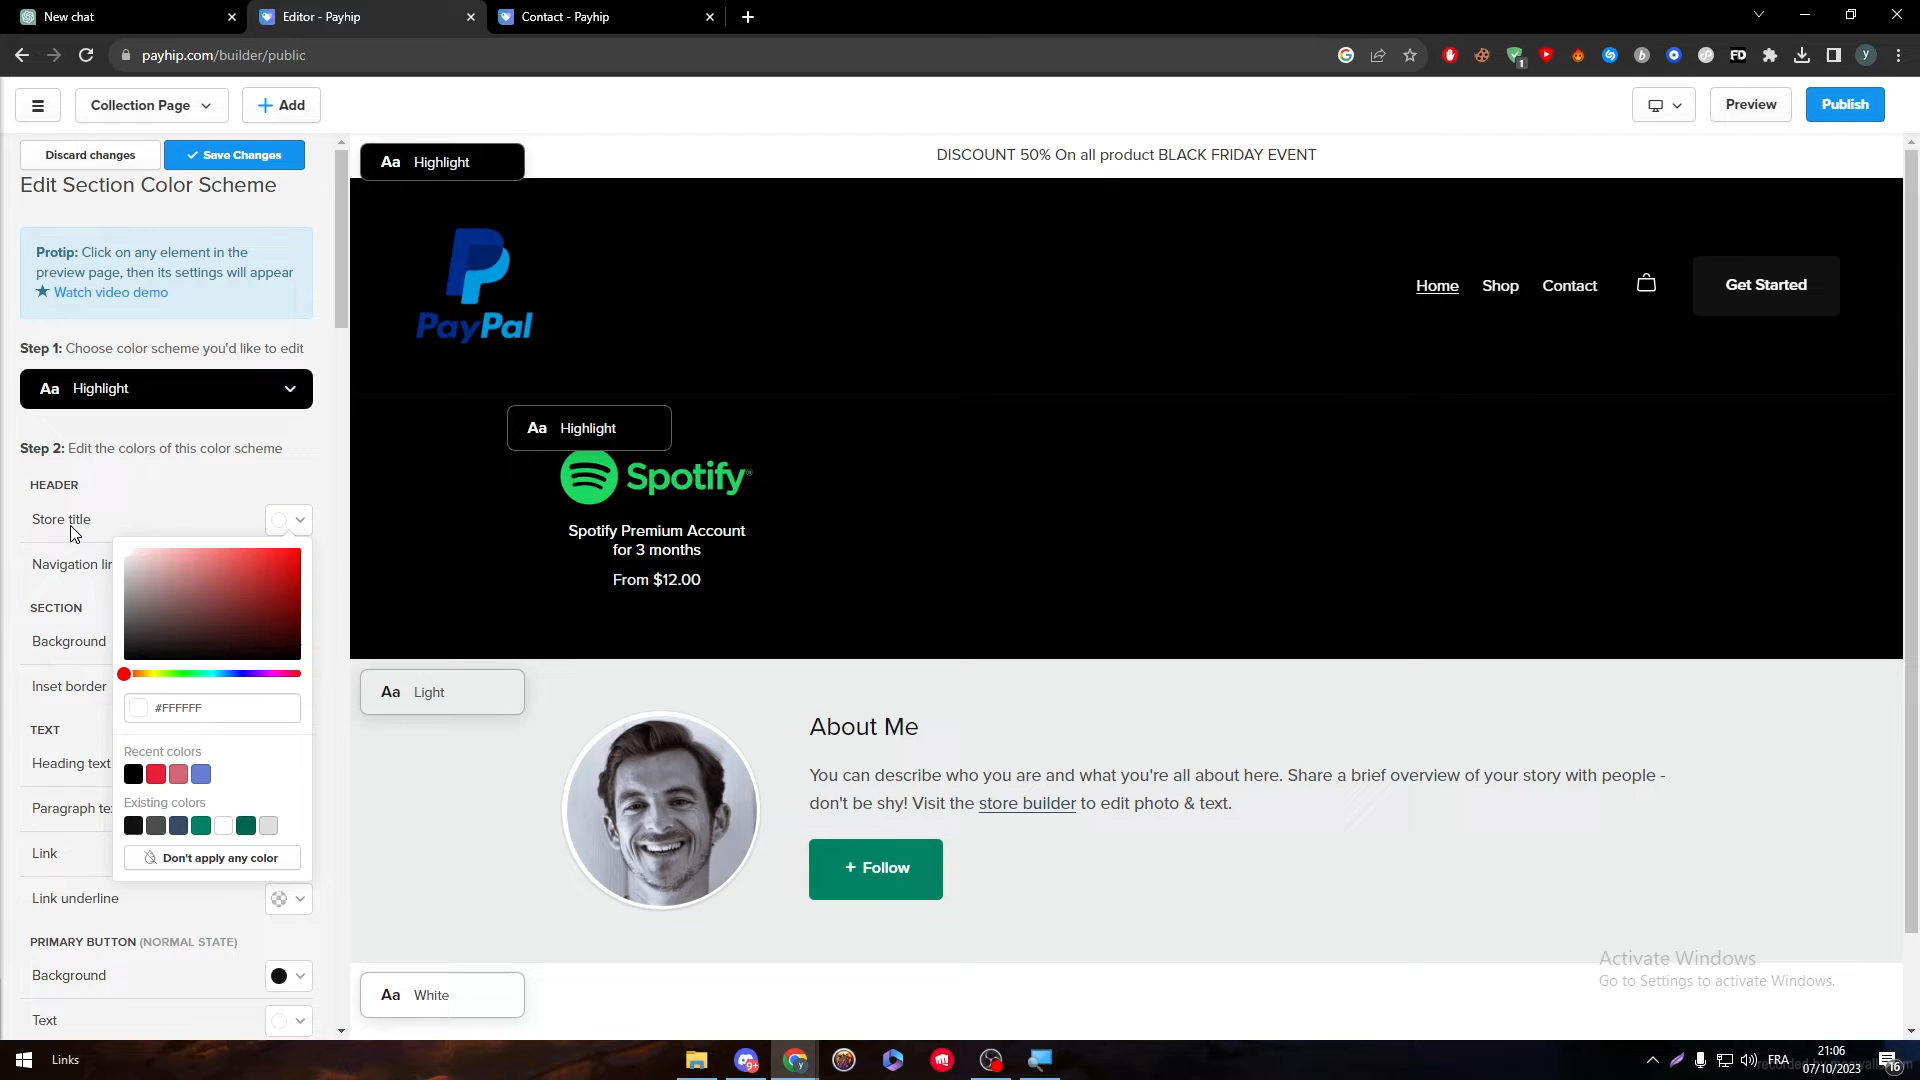 New chat
Editor - Payhip
Contact - Payhip
payhip.com/builder/public
1
FD
y
Collection Page
Add
Preview
Publish
Discard changes
Save Changes
Edit Section Color Scheme
Protip: Click on any element in the
preview page, then its settings will appear
★ Watch video demo
Step 1: Choose color scheme you'd like to edit
Aa Highlight
Step 2: Edit the colors of this color scheme
HEADER
Store title
Navigation lin
SECTION
Background
Inset border
TEXT
Heading text
Paragraph te
Link
Link underline
PRIMARY BUTTON (NORMAL STATE)
Background
Text
#FFFFFF
Recent colors
Existing colors
Don't apply any color
Aa Highlight
DISCOUNT 50% On all product BLACK FRIDAY EVENT
PayPal
Home
Shop
Contact
Get Started
Aa Highlight
Spotify
Spotify Premium Account
for 3 months
From $12.00
Aa Light
About Me
You can describe who you are and what you're all about here. Share a brief overview of your story with people -
don't be shy! Visit the store builder to edit photo & text.
+ Follow
Aa White
Activate Windows
Go to Settings to activate Windows.
Links
FRA
21:06
07/10/2023
16